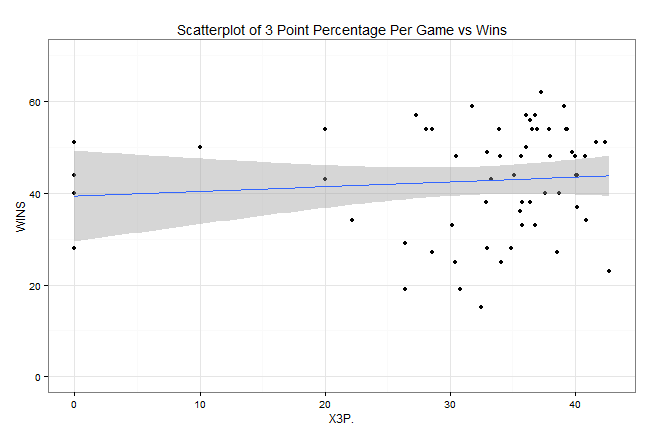 Scatterplot of 3 Point Percentage Per Game vs Wins
60
40
20
0
WINS
0 10 20 30 40
X3P.